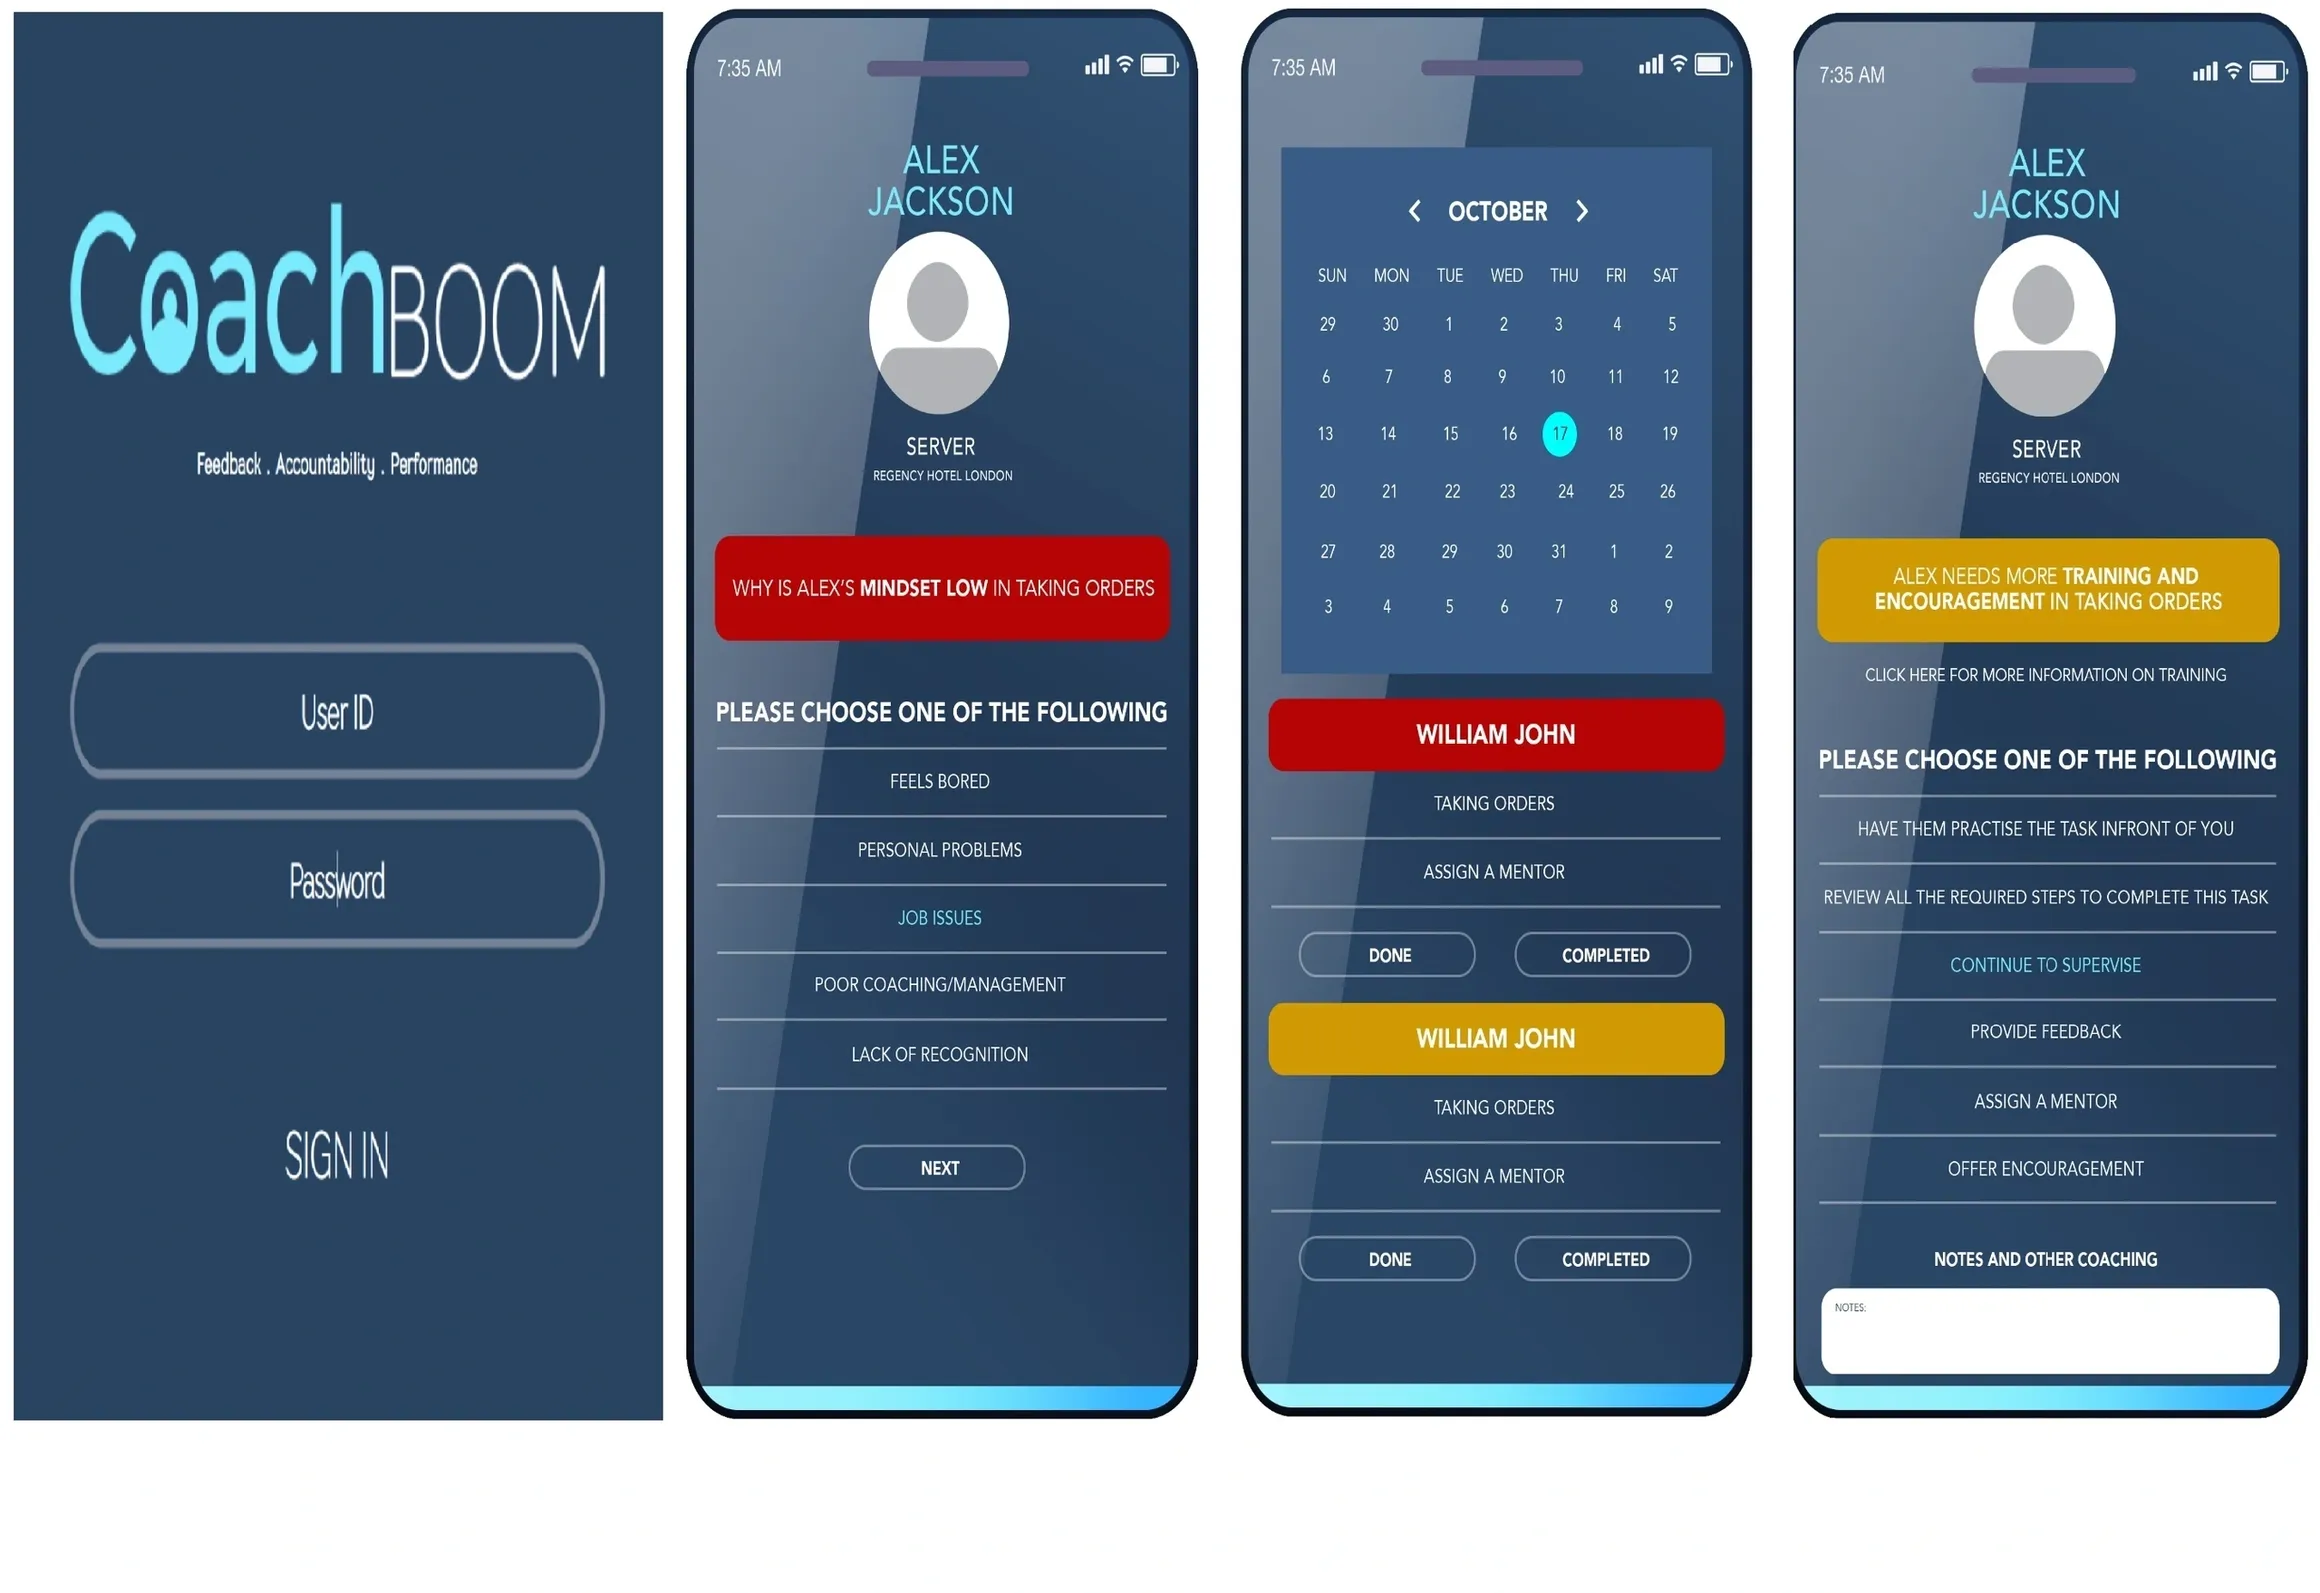 CoachBOOM
Feedback . Accountability . Performance
User ID
Password
SIGN IN
7:35 AM
ALEX
JACKSON
SERVER
REGENCY HOTEL LONDON
WHY IS ALEX'S MINDSET LOW IN TAKING ORDERS
PLEASE CHOOSE ONE OF THE FOLLOWING
FEELS BORED
PERSONAL PROBLEMS
JOB ISSUES
POOR COACHING/MANAGEMENT
LACK OF RECOGNITION
NEXT
7:35 AM
OCTOBER
SUN MON TUE WED THU FRI SAT
29 30 1 2 3 4 5
6 7 8 9 10 11 12
13 14 15 16 17 18 19
20 21 22 23 24 25 26
27 28 29 30 31 1 2
3 4 5 6 7 8 9
WILLIAM JOHN
TAKING ORDERS
ASSIGN A MENTOR
DONE COMPLETED
WILLIAM JOHN
TAKING ORDERS
ASSIGN A MENTOR
DONE COMPLETED
7:35 AM
ALEX
JACKSON
SERVER
REGENCY HOTEL LONDON
ALEX NEEDS MORE TRAINING AND
ENCOURAGEMENT IN TAKING ORDERS
CLICK HERE FOR MORE INFORMATION ON TRAINING
PLEASE CHOOSE ONE OF THE FOLLOWING
HAVE THEM PRACTISE THE TASK INFRONT OF YOU
REVIEW ALL THE REQUIRED STEPS TO COMPLETE THIS TASK
CONTINUE TO SUPERVISE
PROVIDE FEEDBACK
ASSIGN A MENTOR
OFFER ENCOURAGEMENT
NOTES AND OTHER COACHING
NOTES: